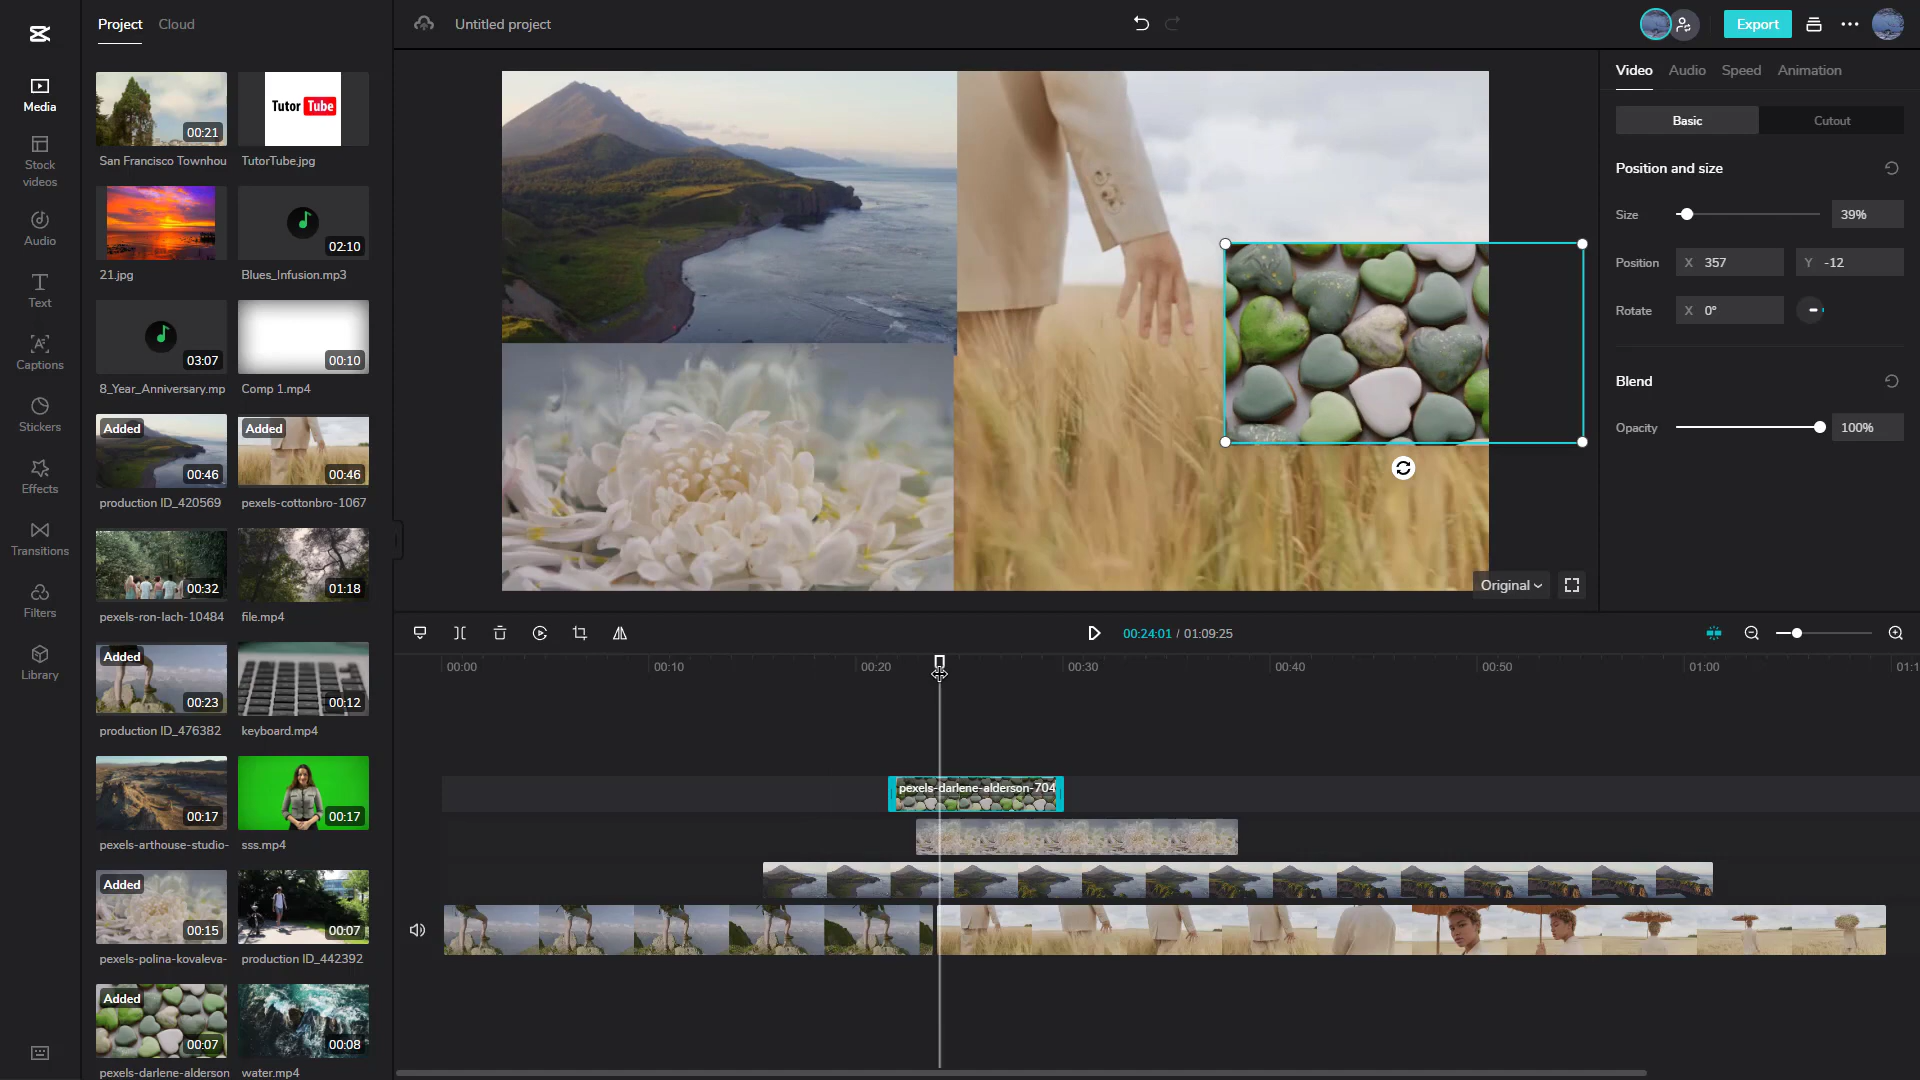 Project Cloud
Untitled project
Export
Media
Stock
videos
Audio
Text
Captions
Stickers
Effects
Transitions
Filters
Library
00:21
Tutor Tube
San Francisco Townhou
TutorTube.jpg
02:10
21.jpg
Blues_Infusion.mp3
03:07
00:10
8_Year_Anniversary.mp
Comp 1.mp4
Added
00:46
Added
00:46
production ID_420569
pexels-cottonbro-1067
00:32
01:18
pexels-ron-lach-10484
file.mp4
Added
00:23
00:12
production ID_476382
keyboard.mp4
00:17
00:17
pexels-arthouse-studio-
sss.mp4
Added
00:15
00:07
pexels-polina-kovaleva-
production ID_442392
Added
00:07
00:08
pexels-darlene-alderson
water.mp4
Original
Video Audio Speed Animation
Basic Cutout
Position and size
Size 39%
Position X 357 Y -12
Rotate X 0°
Blend
Opacity 100%
00:24:01 / 01:09:25
00:00 00:10 00:20 00:30 00:40 00:50 01:00 01:1
pexels-darlene-alderson-704